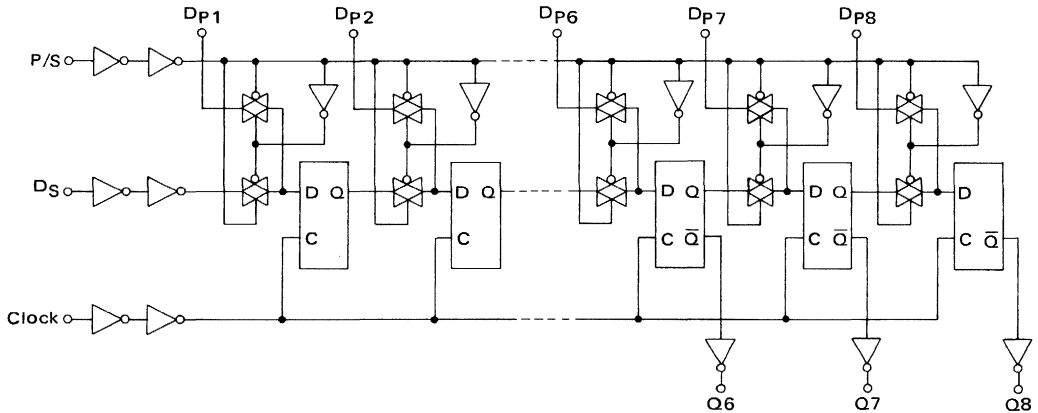 DP1 DP2 DP6 DP7 DP8
P/S
DS D Q D Q D Q D Q D
C C C Q̅ C Q̅ C Q̅
Clock
Q6 Q7 Q8